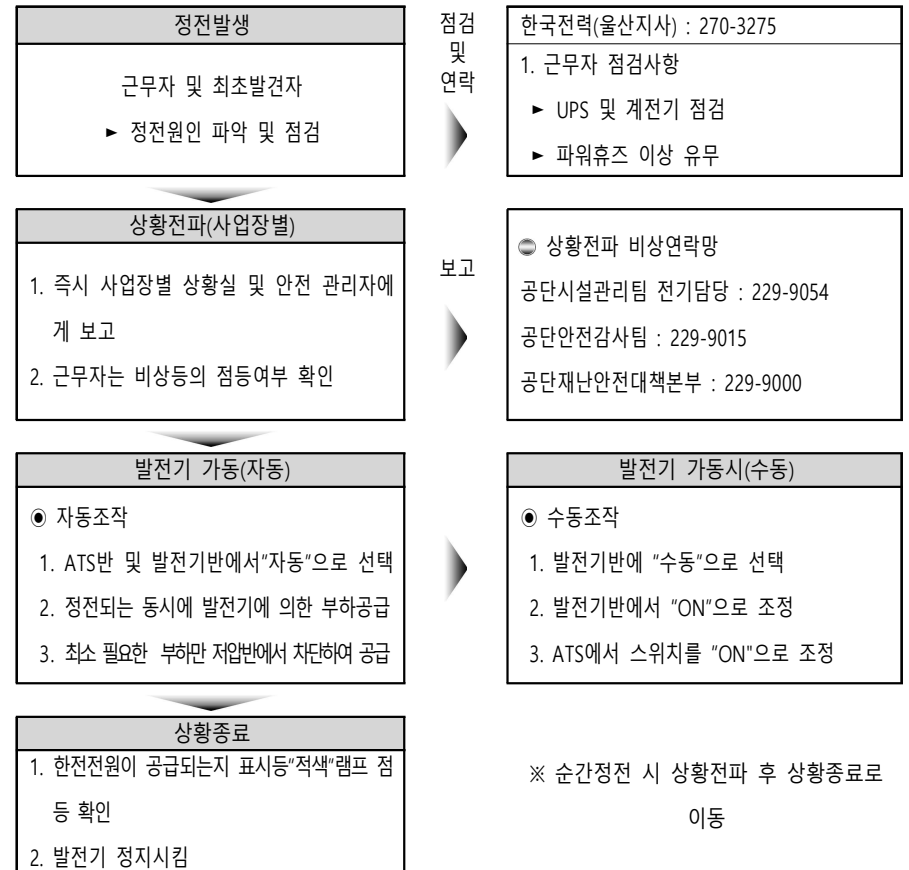 정전발생
근무자 및 최초발견자
► 정전원인 파악 및 점검
점검
및
연락
한국전력(울산지사) : 270-3275
1. 근무자 점검사항
► UPS 및 계전기 점검
► 파워휴즈 이상 유무
상황전파(사업장별)
1. 즉시 사업장별 상황실 및 안전 관리자에
게 보고
2. 근무자는 비상등의 점등여부 확인
보고
상황전파 비상연락망
공단시설관리팀 전기담당 : 229-9054
공단안전감사팀 : 229-9015
공단재난안전대책본부 : 229-9000
발전기 가동(자동)
◉ 자동조작
1. ATS반 및 발전기반에서"자동"으로 선택
2. 정전되는 동시에 발전기에 의한 부하공급
3. 최소 필요한 부하만 저압반에서 차단하여 공급
발전기 가동시(수동)
◉ 수동조작
1. 발전기반에 "수동"으로 선택
2. 발전기반에서 "ON"으로 조정
3. ATS에서 스위치를 "ON"으로 조정
상황종료
1. 한전전원이 공급되는지 표시등"적색"램프 점
등 확인
2. 발전기 정지시킴
※ 순간정전 시 상황전파 후 상황종료로
이동